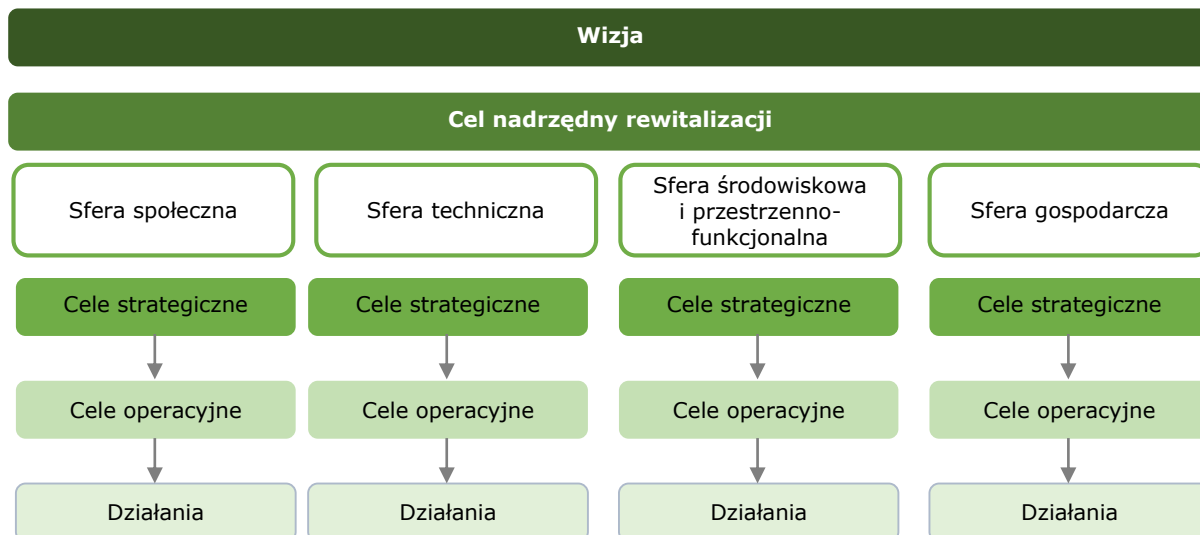 Wizja
Cel nadrzędny rewitalizacji
Sfera społeczna
Sfera techniczna
Sfera środowiskowa
i przestrzenno-
funkcjonalna
Sfera gospodarcza
Cele strategiczne
Cele strategiczne
Cele strategiczne
Cele strategiczne
Cele operacyjne
Cele operacyjne
Cele operacyjne
Cele operacyjne
Działania
Działania
Działania
Działania